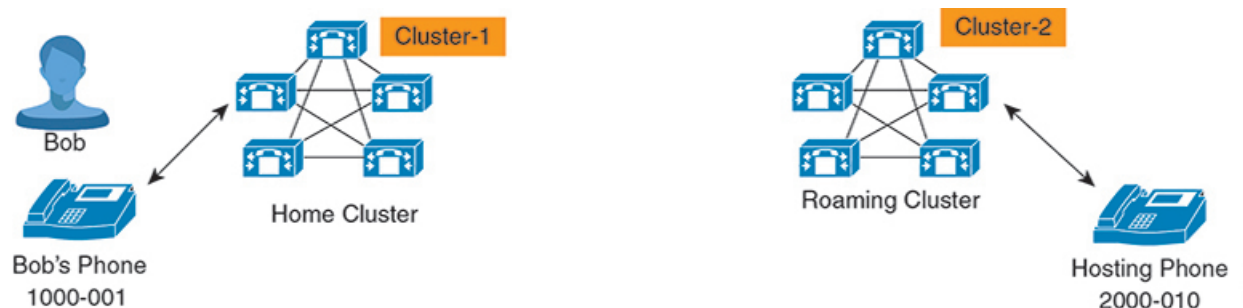 Cluster-1
Bob
Home Cluster
Bob's Phone
1000-001
Cluster-2
Roaming Cluster
Hosting Phone
2000-010